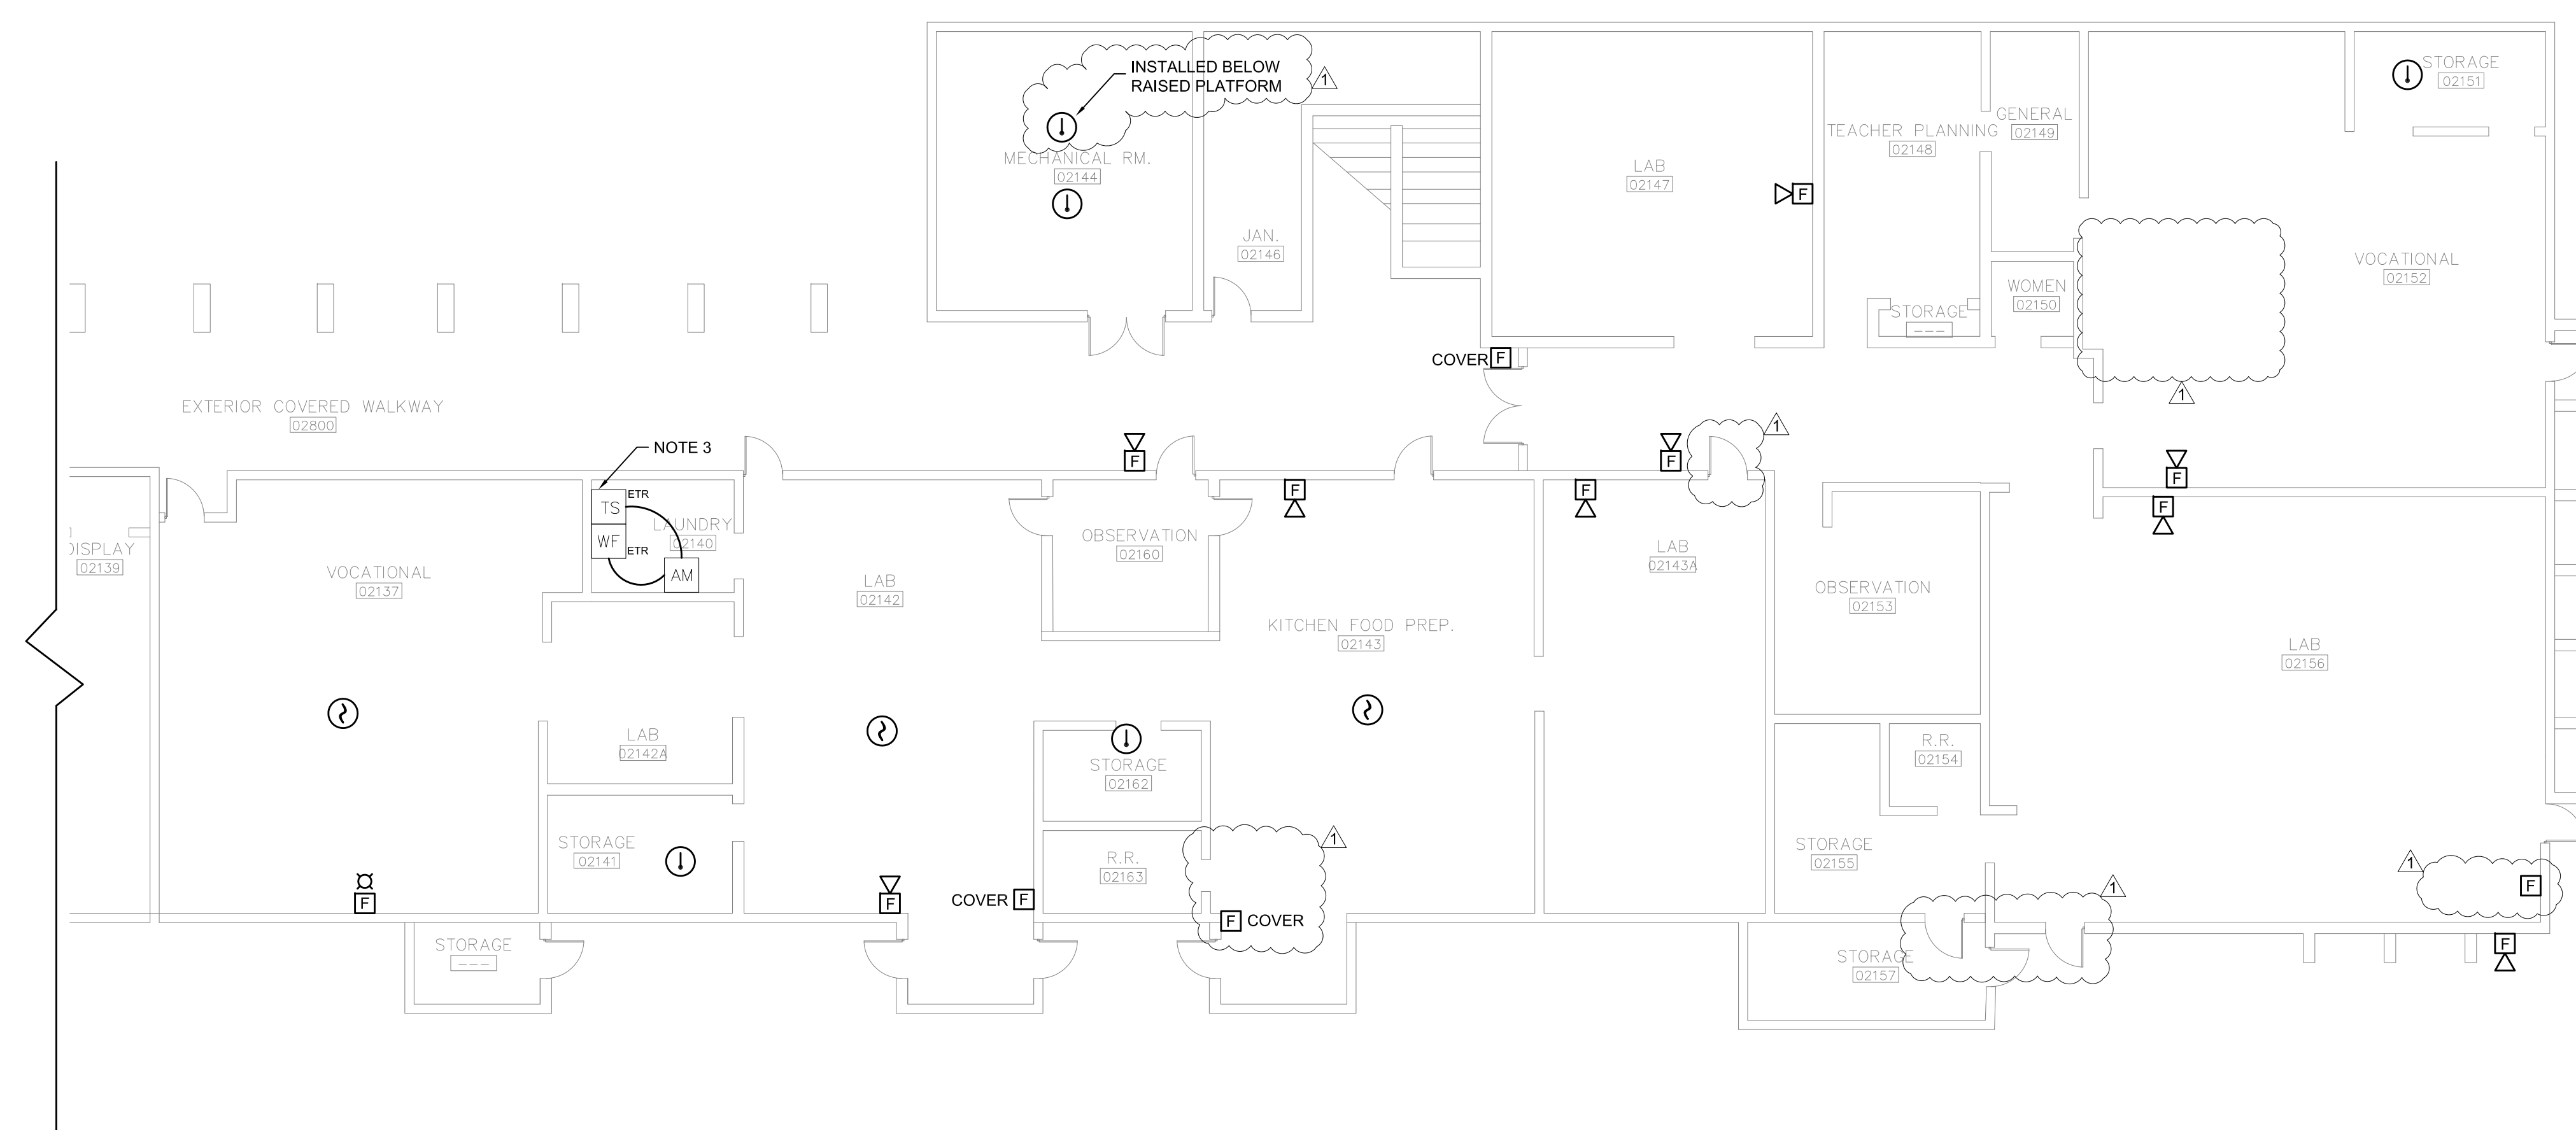 INSTALLED BELOW
RAISED PLATFORM
1
MECHANICAL RM.
02144
JAN.
02146
LAB
02147
F
TEACHER PLANNING
02148
GENERAL
02149
STORAGE
02151
WOMEN
02150
STORAGE
---
VOCATIONAL
02152
1
COVER F
EXTERIOR COVERED WALKWAY
02800
NOTE 3
TS ETR
WF ETR
AM
LAUNDRY
02140
F
F
F
F
1
F
F
DISPLAY
02139
VOCATIONAL
02137
LAB
02142
OBSERVATION
02160
KITCHEN FOOD PREP.
02143
LAB
02143A
OBSERVATION
02153
LAB
02156
LAB
02142A
STORAGE
02162
R.R.
02154
STORAGE
02141
R.R.
02163
1
STORAGE
02155
F
F
COVER F
F COVER
1
1
F
F
STORAGE
---
STORAGE
02157